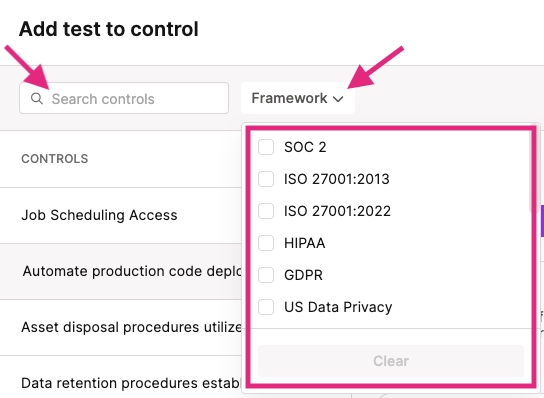 Add test to control
Search controls
Framework
CONTROLS
SOC 2
ISO 27001:2013
ISO 27001:2022
HIPAA
GDPR
US Data Privacy
Clear
Job Scheduling Access
Automate production code deplo
Asset disposal procedures utilize
Data retention procedures estab